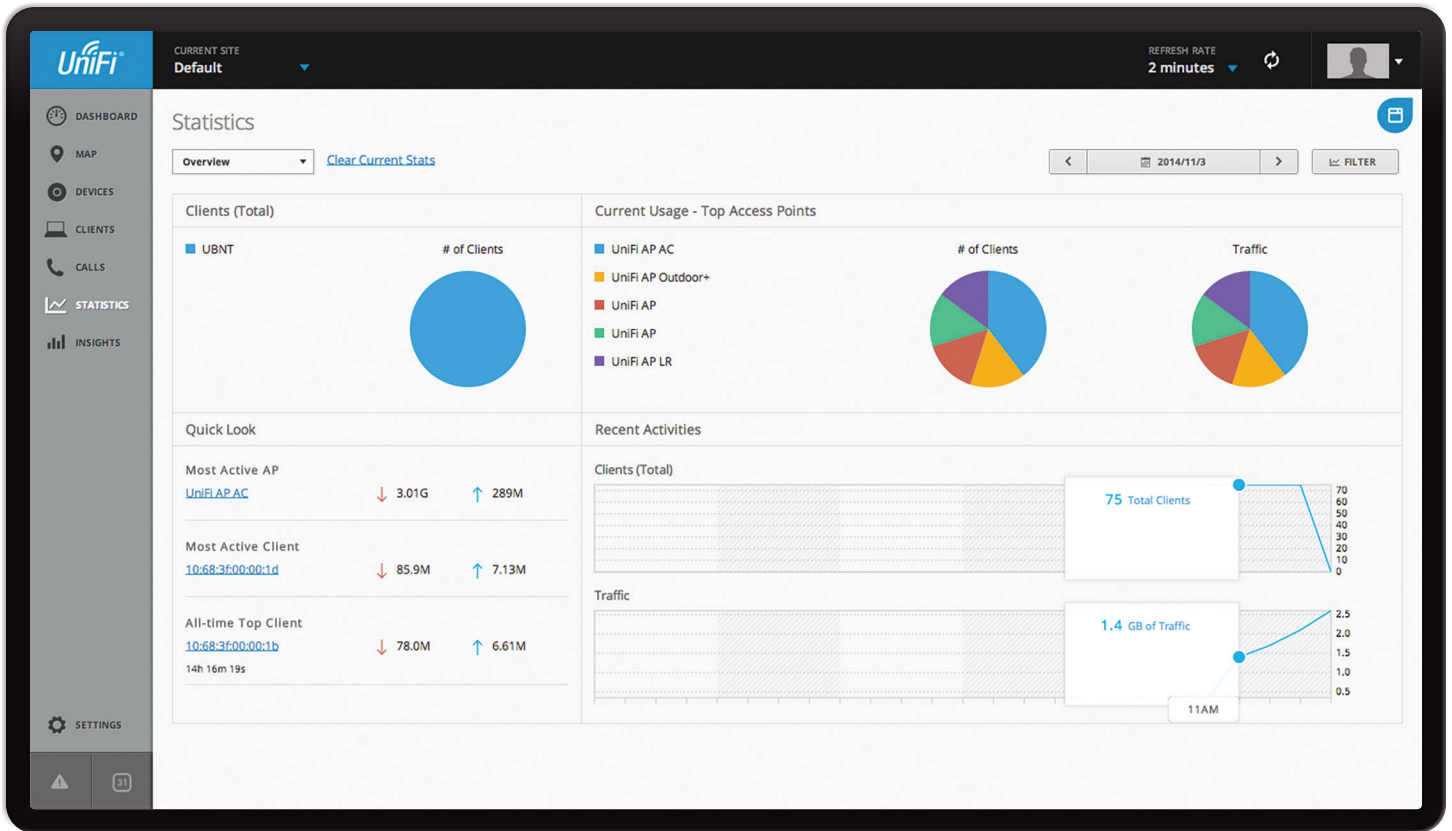 UniFi®
CURRENT SITE
Default
REFRESH RATE
2 minutes
DASHBOARD
MAP
DEVICES
CLIENTS
CALLS
STATISTICS
INSIGHTS
SETTINGS
31
Statistics
Overview
Clear Current Stats
2014/11/3
FILTER
Clients (Total)
UBNT
# of Clients
Current Usage - Top Access Points
UniFi AP AC
UniFi AP Outdoor+
UniFi AP
UniFi AP
UniFi AP LR
# of Clients
Traffic
Quick Look
Most Active AP
UniFi AP AC
3.01G
289M
Most Active Client
10:68:3f:00:00:1d
85.9M
7.13M
All-time Top Client
10:68:3f:00:00:1b
78.0M
6.61M
14h 16m 19s
Recent Activities
Clients (Total)
75 Total Clients
70
60
50
40
30
20
10
0
Traffic
1.4 GB of Traffic
2.5
2.0
1.5
1.0
0.5
11AM